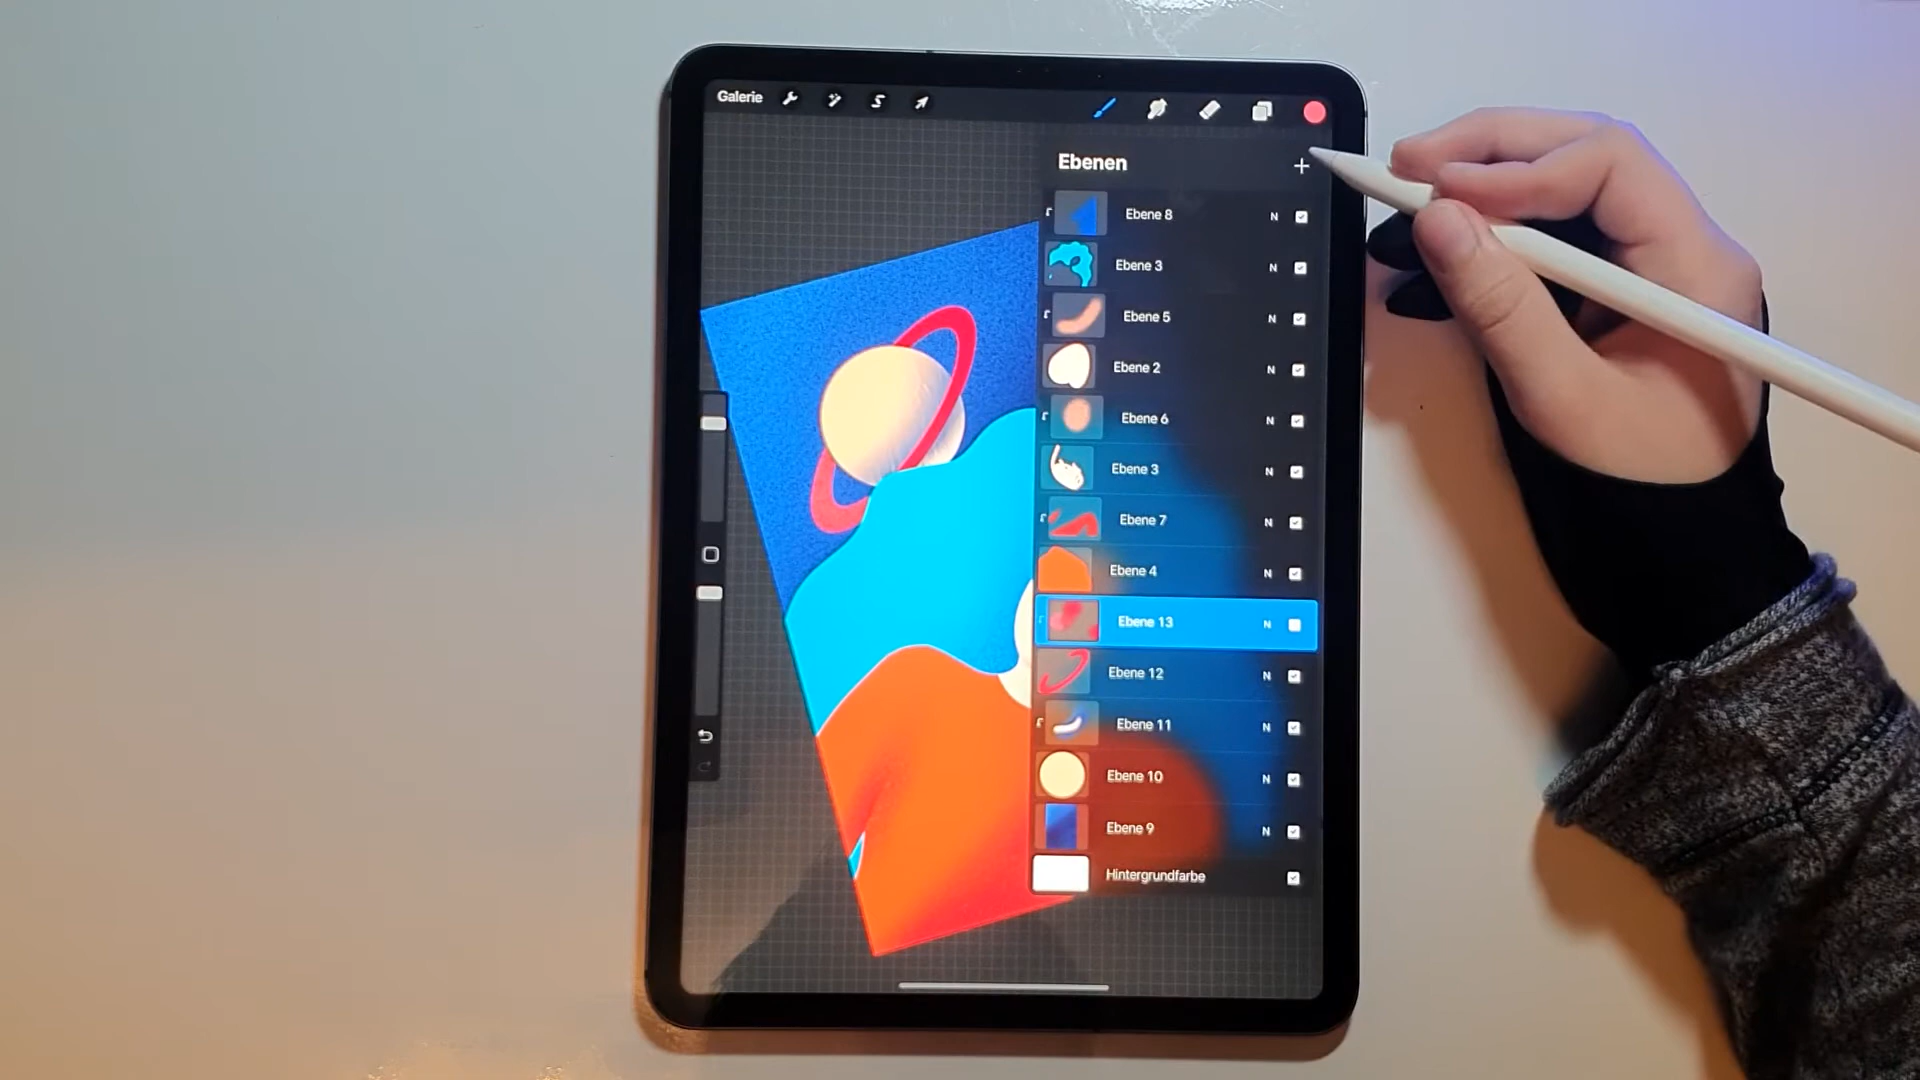 Galerie
Ebenen
Ebene 8 N
Ebene 3 N
Ebene 5 N
Ebene 2 N
Ebene 6 N
Ebene 3 N
Ebene 7 N
Ebene 4 N
Ebene 13 N
Ebene 12 N
Ebene 11 N
Ebene 10 N
Ebene 9 N
Hintergrundfarbe